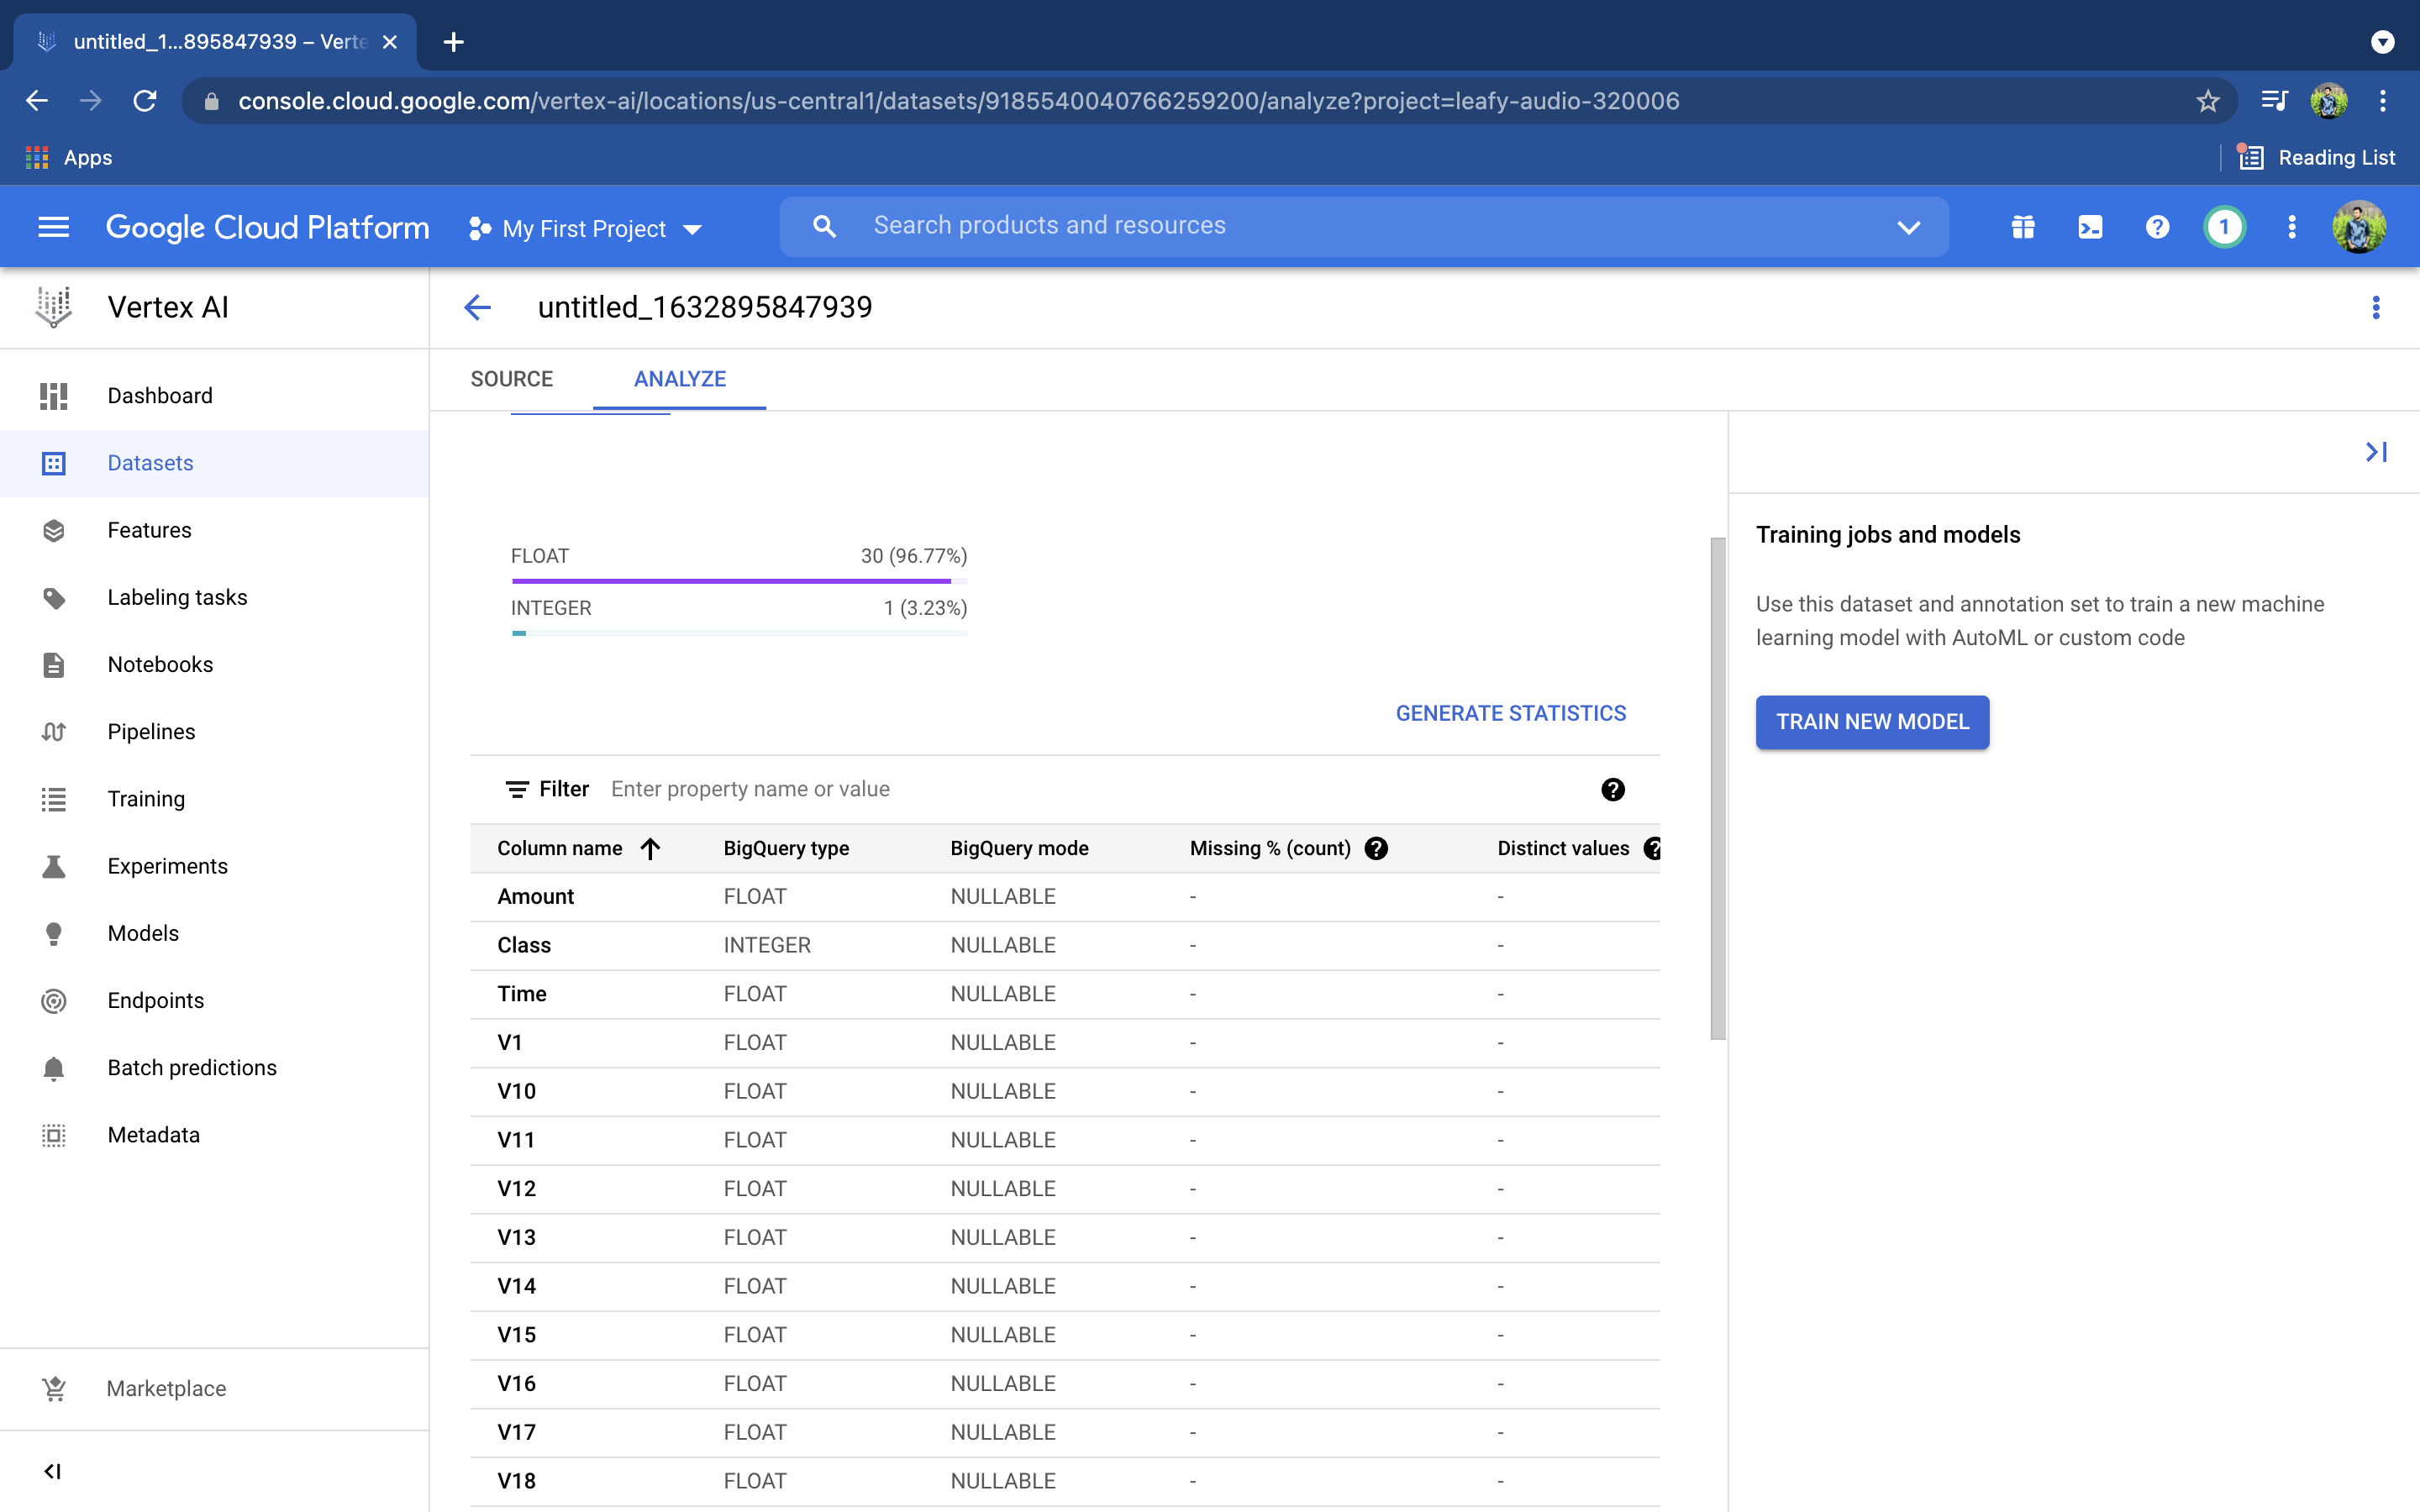 untitled_1...895847939 – Verte
console.cloud.google.com/vertex-ai/locations/us-central1/datasets/9185540040766259200/analyze?project=leafy-audio-320006
Apps
Reading List
Google Cloud Platform
My First Project
Search products and resources
1
Vertex AI
untitled_1632895847939
SOURCE
ANALYZE
Dashboard
Datasets
Features
Labeling tasks
Notebooks
Pipelines
Training
Experiments
Models
Endpoints
Batch predictions
Metadata
Marketplace
FLOAT 30 (96.77%)
INTEGER 1 (3.23%)
GENERATE STATISTICS
Filter Enter property name or value
Column name BigQuery type BigQuery mode Missing % (count) Distinct values
Amount FLOAT NULLABLE - -
Class INTEGER NULLABLE - -
Time FLOAT NULLABLE - -
V1 FLOAT NULLABLE - -
V10 FLOAT NULLABLE - -
V11 FLOAT NULLABLE - -
V12 FLOAT NULLABLE - -
V13 FLOAT NULLABLE - -
V14 FLOAT NULLABLE - -
V15 FLOAT NULLABLE - -
V16 FLOAT NULLABLE - -
V17 FLOAT NULLABLE - -
V18 FLOAT NULLABLE - -
Training jobs and models
Use this dataset and annotation set to train a new machine
learning model with AutoML or custom code
TRAIN NEW MODEL